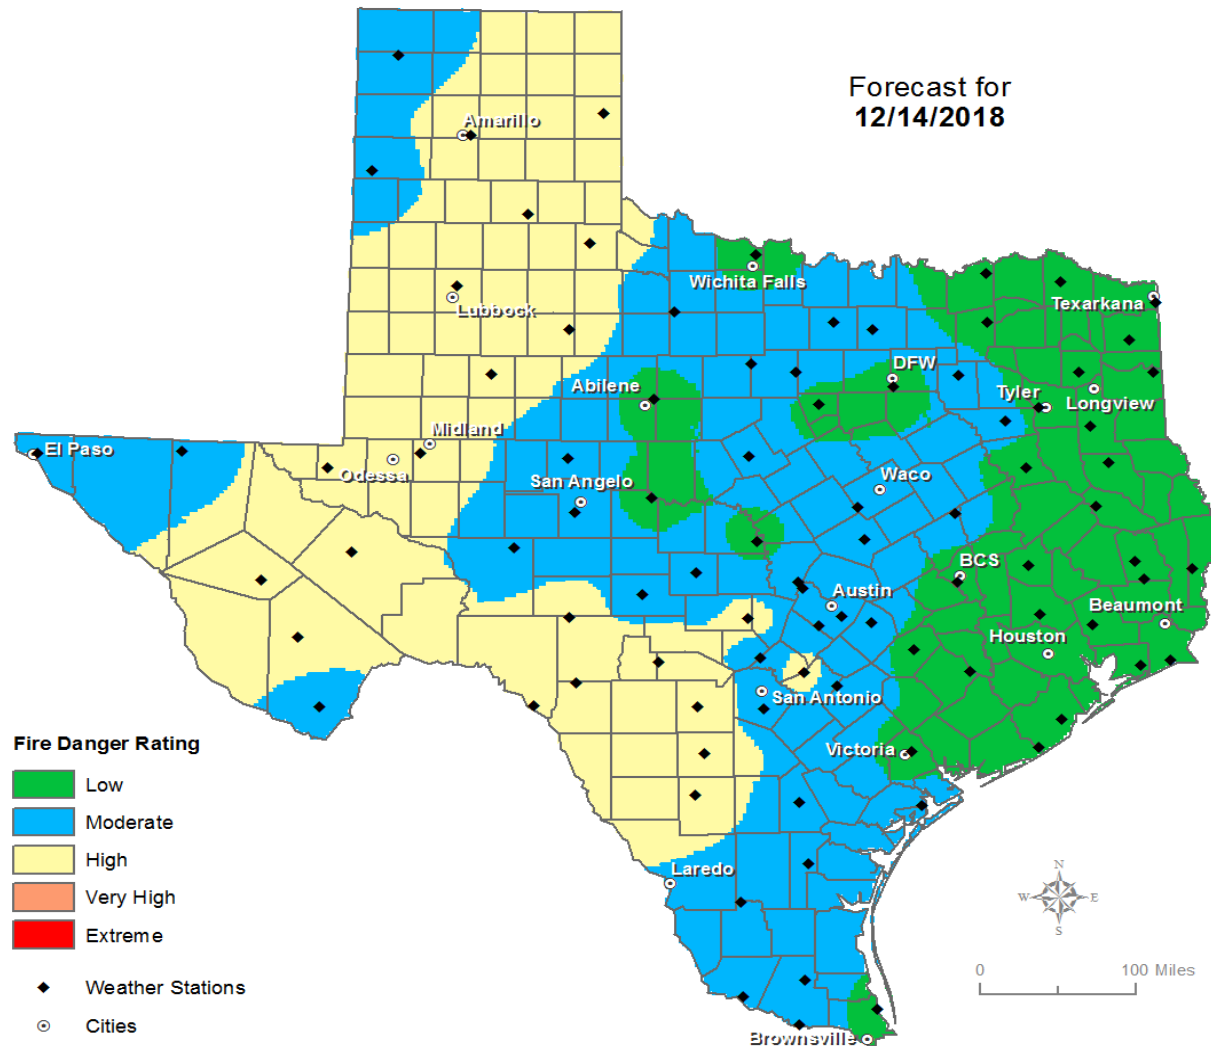 Forecast for
12/14/2018
Amarillo
Wichita Falls
Lubbock
Texarkana
DFW
Abilene
Tyler
Longview
Midland
El Paso
Odessa
San Angelo
Waco
BCS
Austin
Beaumont
Houston
San Antonio
Victoria
Laredo
Brownsville
Fire Danger Rating
Low
Moderate
High
Very High
Extreme
Weather Stations
Cities
N
W E
S
0 100 Miles